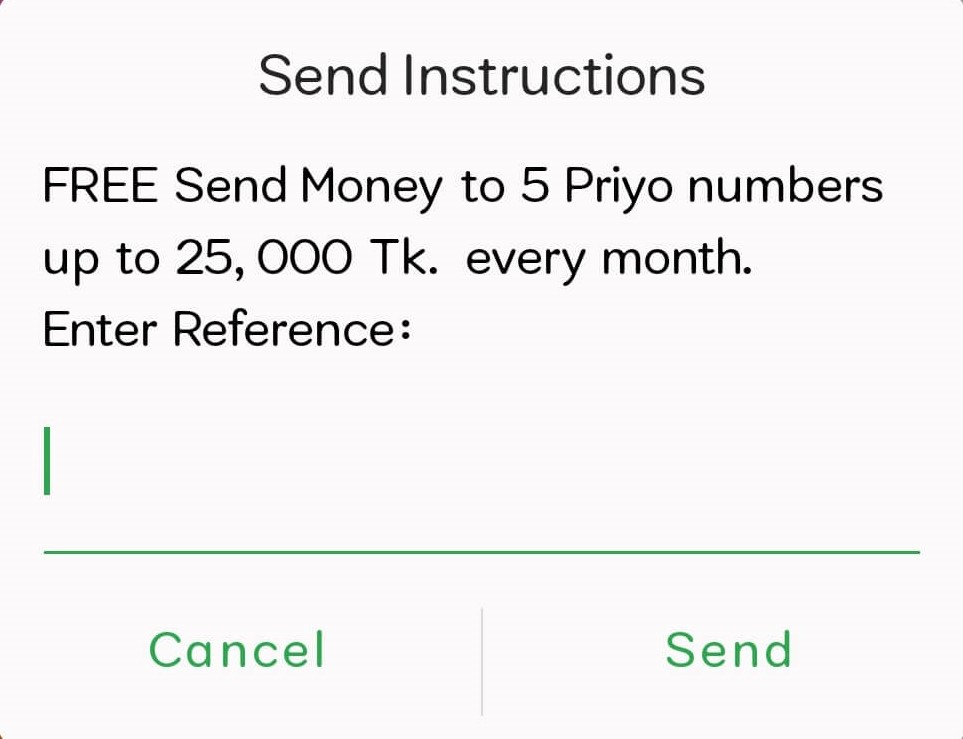 Send Instructions
FREE Send Money to 5 Priyo numbers
up to 25, 000 Tk.  every month.
Enter Reference:
Cancel
Send